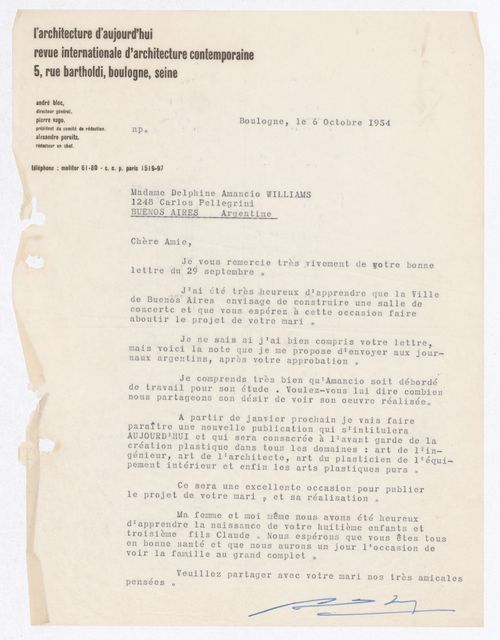 l'architecture d'aujourd'hui
revue internationale d'architecture contemporaine
5, rue bartholdi, boulogne, seine
andré bloc,
directeur général.
pierre vago,
président du comité de rédaction.
alexandre persitz,
rédacteur en chef.
Boulogne, le 6 Octobre 1954
np.
téléphone : molitor 61-80 - c. c. p. paris 1519-97
Madame Delphine Amancio WILLIAMS
1248 Carlos Pellegrini
BUENOS AIRES Argentine
Chère Amie,
Je vous remercie très vivement de votre bonne
lettre du 29 septembre .
J'ai été très heureux d'apprendre que la Ville
de Buenos Aires envisage de construire une salle de
concerts et que vous espérez à cette occasion faire
aboutir le projet de votre mari .
Je ne sais si j'ai bien compris votre lettre,
mais voici la note que je me propose d'envoyer aux jour-
naux argentins, après votre approbation .
Je comprends très bien qu'Amancio soit débordé
de travail pour son étude . Voulez-vous lui dire combien
nous partageons son désir de voir son oeuvre réalisée.
A partir de janvier prochain je vais faire
paraître une nouvelle publication qui s'intitulera
AUJOURD'HUI et qui sera consacrée à l'avant garde de la
création plastique dans tous les domaines : art de l'in-
génieur, art de l'architecte, art du plasticien de l'équi-
pement intérieur et enfin les arts plastiques purs .
Ce sera une excellente occasion pour publier
le projet de votre mari , et sa réalisation .
Ma femme et moi même nous avons été heureux
d'apprendre la naissance de votre huitième enfants et
troisième fils Claude . Nous espérons que vous êtes tous
en bonne santé et que nous aurons un jour l'occasion de
voir la famille au grand complet .
Veuillez partager avec votre mari nos très amicales
pensées .